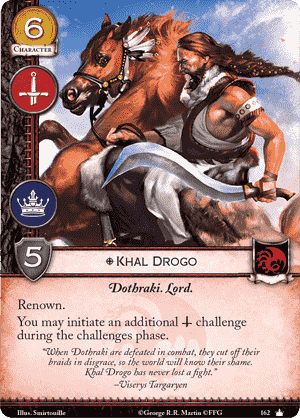 6
CHARACTER
5
KHAL DROGO
Dothraki. Lord.
Renown.
You may initiate an additional challenge
during the challenges phase.
"When Dothraki are defeated in combat, they cut off their
braids in disgrace, so the world will know their shame.
Khal Drogo has never lost a fight."
–Viserys Targaryen
Illus. Smirtouille
©George R.R. Martin ©FFG
162